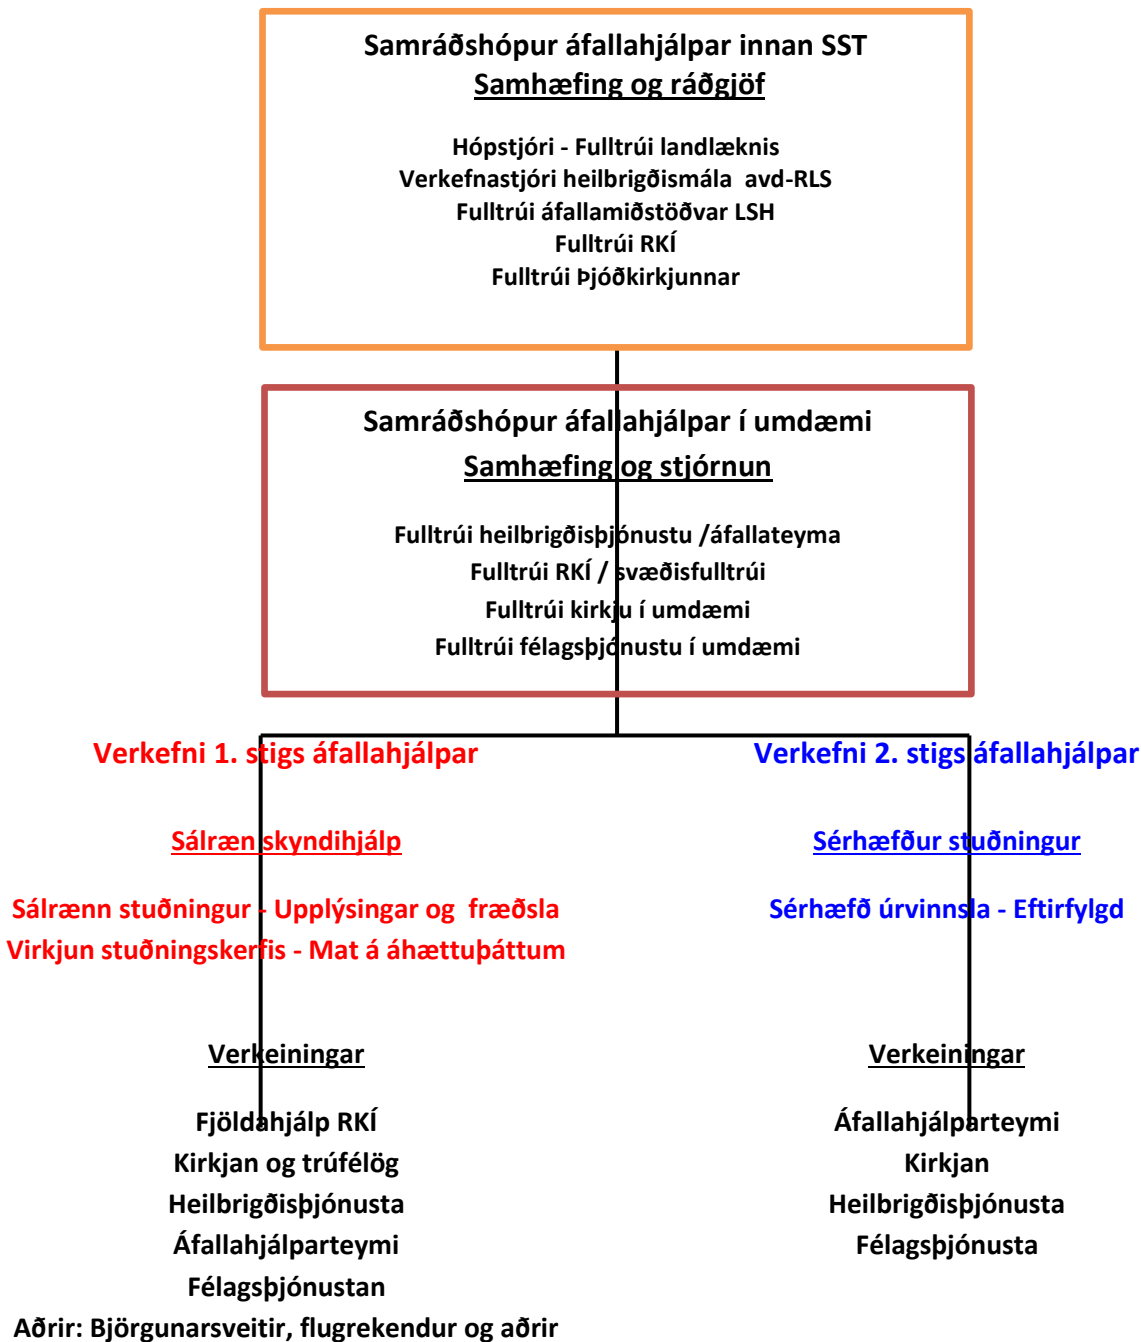 Samráðshópur áfallahjálpar innan SST
Samhæfing og ráðgjöf
Hópstjóri - Fulltrúi landlæknis
Verkefnastjóri heilbrigðismála avd-RLS
Fulltrúi áfallamiðstöðvar LSH
Fulltrúi RKÍ
Fulltrúi Þjóðkirkjunnar
Samráðshópur áfallahjálpar í umdæmi
Samhæfing og stjórnun
Fulltrúi heilbrigðisþjónustu /áfallateyma
Fulltrúi RKÍ / svæðisfulltrúi
Fulltrúi kirkju í umdæmi
Fulltrúi félagsþjónustu í umdæmi
Verkefni 1. stigs áfallahjálpar
Sálræn skyndihjálp
Sálrænn stuðningur - Upplýsingar og fræðsla
Virkjun stuðningskerfis - Mat á áhættuþáttum
Verkeiningar
Fjöldahjálp RKÍ
Kirkjan og trúfélög
Heilbrigðisþjónusta
Áfallahjálparteymi
Félagsþjónustan
Aðrir: Björgunarsveitir, flugrekendur og aðrir
Verkefni 2. stigs áfallahjálpar
Sérhæfður stuðningur
Sérhæfð úrvinnsla - Eftirfylgd
Verkeiningar
Áfallahjálparteymi
Kirkjan
Heilbrigðisþjónusta
Félagsþjónusta